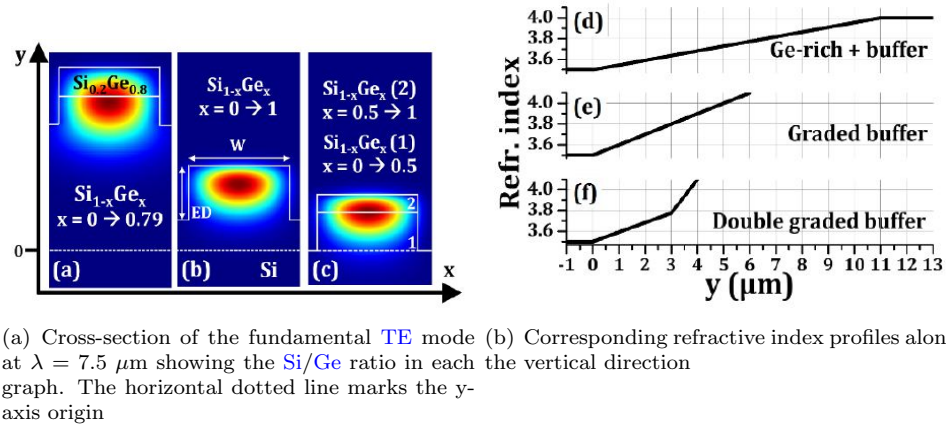 y
Si0.2Ge0.8
Si1-xGex
x = 0 → 0.79
0
(a)
Si1-xGex
x = 0 → 1
W
ED
(b)
Si
Si1-xGex (2)
x = 0.5 → 1
Si1-xGex (1)
x = 0 → 0.5
2
1
(c)
x
Refr. index
4.0
3.6
(d)
Ge-rich + buffer
4.0
3.8
3.6
(e)
Graded buffer
4.0
3.8
3.6
(f)
Double graded buffer
-1 0 1 2 3 4 5 6 7 8 9 10 11 12 13
y (μm)
(a) Cross-section of the fundamental TE mode
at λ = 7.5 μm showing the Si/Ge ratio in each
graph. The horizontal dotted line marks the y-
axis origin
(b) Corresponding refractive index profiles alon
the vertical direction